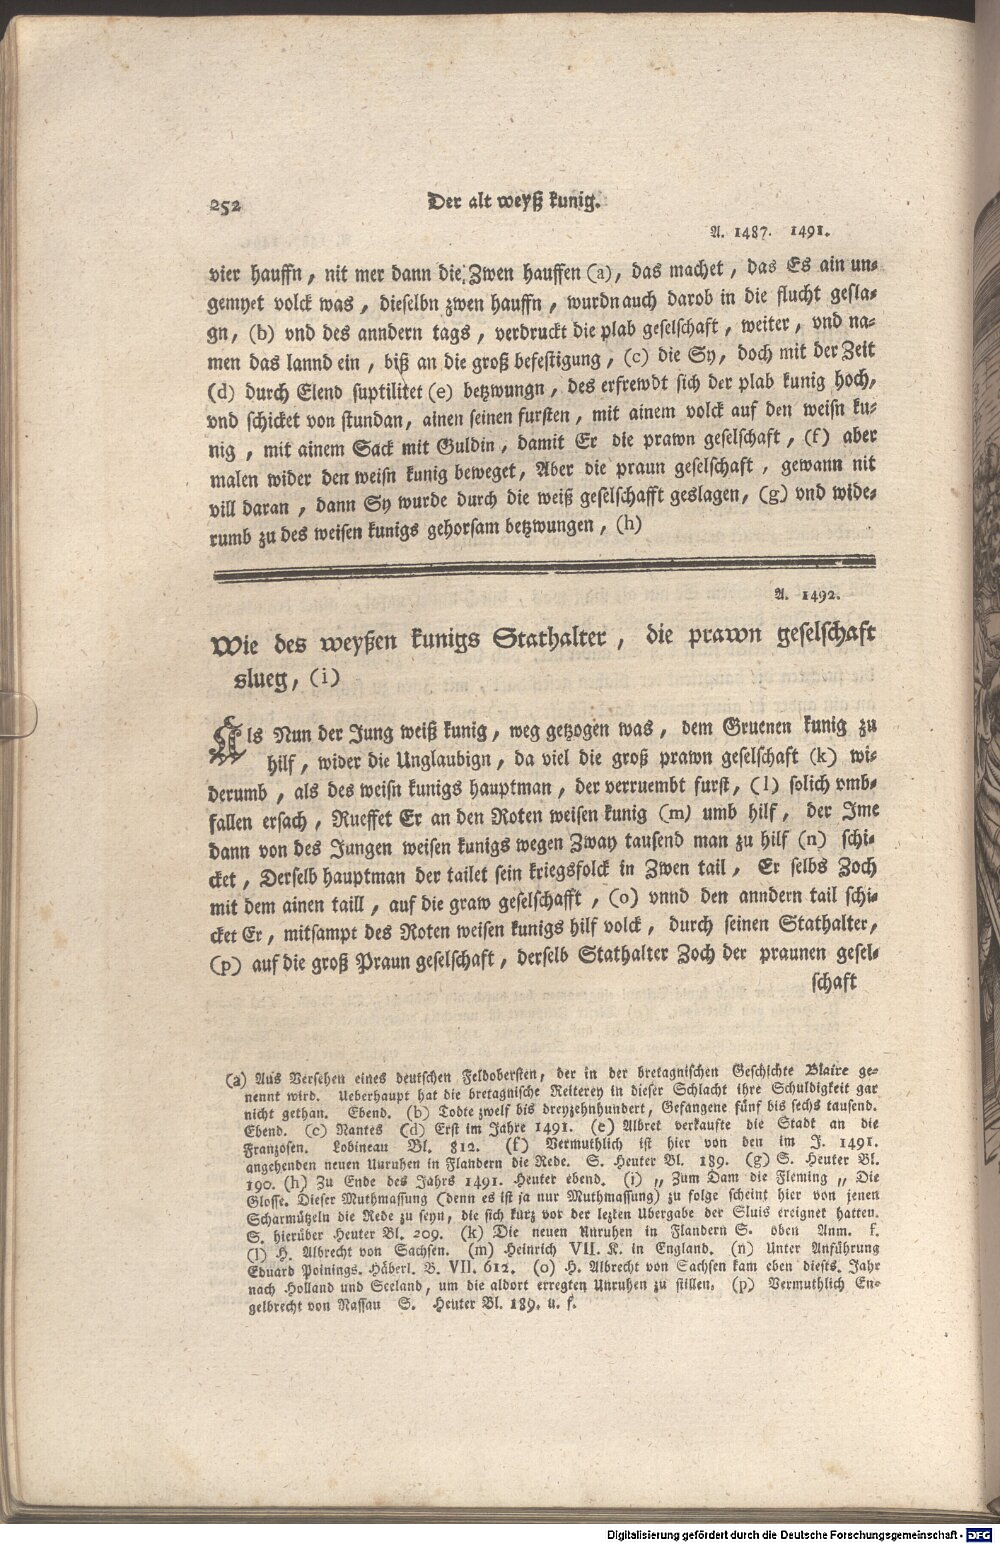 252
Der alt weyß kunig.
A. 1487. 1491.
vier hauffn, nit mer dann die Zwen hauffen (a), das machet, das Es ain un-
gemyet volck was, dieselbn zwen hauffn, wurdn auch darob in die flucht gesla-
gn, (b) vnd des anndern tags, verdruckt die plab geselschaft, weiter, vnd na-
men das lannd ein, biß an die groß befestigung, (c) die Sy, doch mit der Zeit
(d) durch Elend suptilitet (e) betzwungn, des erfrewdt sich der plab kunig hoch,
vnd schicket von stundan, ainen seinen fursten, mit ainem volck auf den weisn ku-
nig, mit ainem Sack mit Guldin, damit Er die prawn geselschaft, (f) aber
malen wider den weisn kunig beweget, Aber die praun geselschaft, gewann nit
vill daran, dann Sy wurde durch die weiß geselschafft geslagen, (g) vnd wide-
rumb zu des weisen kunigs gehorsam betzwungen, (h)
A. 1492.
Wie des weyßen kunigs Stathalter, die prawn geselschaft
slueg, (i)
Als Nun der Jung weiß kunig, weg getzogen was, dem Gruenen kunig zu
hilf, wider die Unglaubign, da viel die groß prawn geselschaft (k) wi-
derumb, als des weisn kunigs hauptman, der verruembt furst, (l) solich vmb-
fallen ersach, Rueffet Er an den Roten weisen kunig (m) umb hilf, der Ime
dann von des Jungen weisen kunigs wegen Zway tausend man zu hilf (n) schi-
cket, Derselb hauptman der tailet sein kriegsfolck in Zwen tail, Er selbs Zoch
mit dem ainen taill, auf die graw geselschafft, (o) vnnd den anndern tail schi-
cket Er, mitsampt des Roten weisen kunigs hilf volck, durch seinen Stathalter,
(p) auf die groß Praun geselschaft, derselb Stathalter Zoch der praunen gesel-
schaft
(a) Aus Versehen eines deutschen Feldobersten, der in der bretagnischen Geschichte Blaire ge-
nennt wird. Ueberhaupt hat die bretagnische Reiterey in dieser Schlacht ihre Schuldigkeit gar
nicht gethan. Ebend. (b) Todte zwelf bis dreyzehnhundert, Gefangene fünf bis sechs tausend.
Ebend. (c) Nantes (d) Erst im Jahre 1491. (e) Albret verkaufte die Stadt an die
Franzosen. Lobineau Bl. 812. (f) Vermuthlich ist hier von den im J. 1491.
angehenden neuen Unruhen in Flandern die Rede. S. Heuter Bl. 189. (g) S. Heuter Bl.
190. (h) Zu Ende des Jahrs 1491. Heuter ebend. (i) „ Zum Dam die Fleming „ Die
Glosse. Dieser Muthmassung (denn es ist ja nur Muthmassung) zu folge scheint hier von jenen
Scharmützeln die Rede zu seyn, die sich kurz vor der lezten Ubergabe der Sluis ereignet hatten.
S. hierüber Heuter Bl. 209. (k) Die neuen Unruhen in Flandern S. oben Anm. f.
(l) H. Albrecht von Sachsen. (m) Heinrich VII. K. in England. (n) Unter Anführung
Eduard Poinings. Häberl. B. VII. 612. (o) H. Albrecht von Sachsen kam eben dieß. Jahr
nach Holland und Seeland, um die aldort erregten Unruhen zu stillen. (p) Vermuthlich En-
gelbrecht von Nassau S. Heuter Bl. 189. u. f.
Digitalisierung gefördert durch die Deutsche Forschungsgemeinschaft - DFG